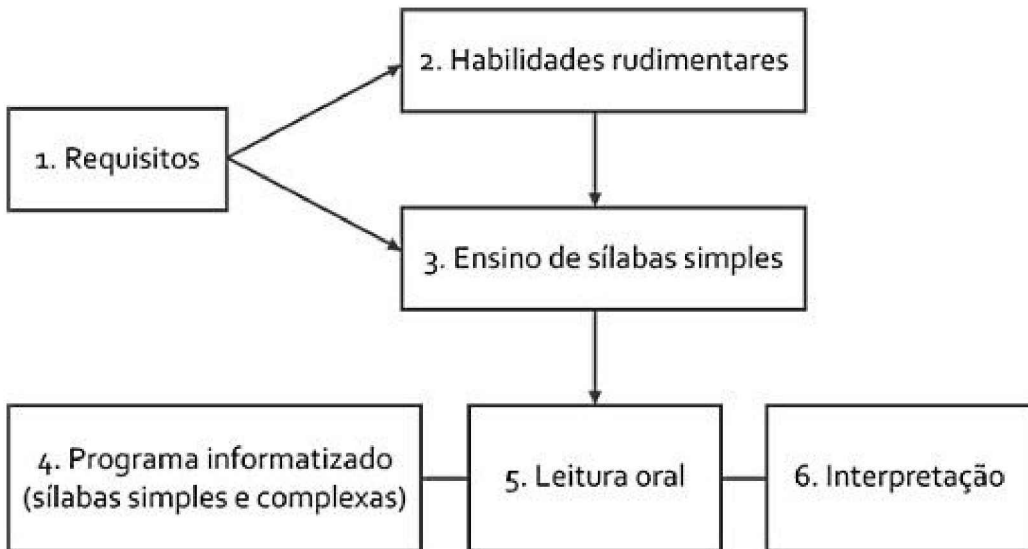 1. Requisitos
2. Habilidades rudimentares
3. Ensino de sílabas simples
4. Programa informatizado
(sílabas simples e complexas)
5. Leitura oral
6. Interpretação